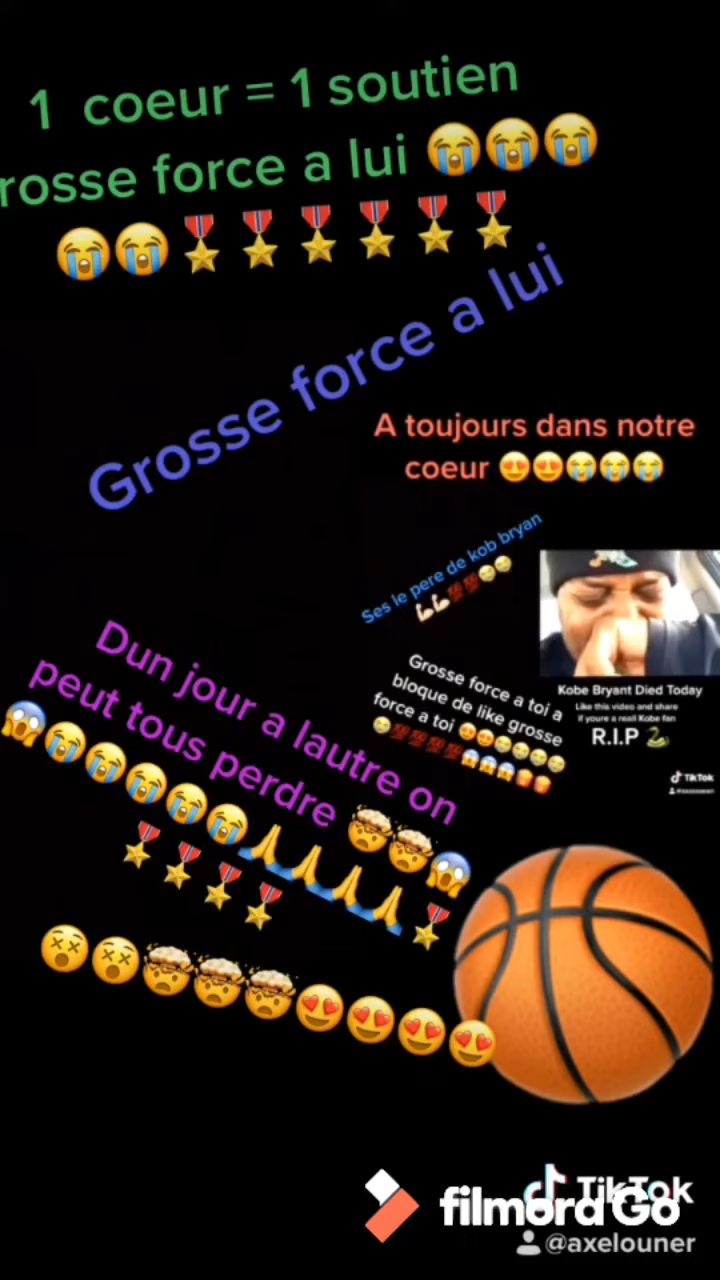 1 coeur = 1 soutien
rosse force a lui 😭😭😭
😭😭🎖🎖🎖🎖🎖🎖
Grosse force a lui
A toujours dans notre
coeur 😍😍😭😭😭
Ses le pere de kob bryan
💪🏻💪🏻💯💯😭😭
Kobe Bryant Died Today
Like this video and share
if youre a reall Kobe fan
R.I.P 🐍
TikTok
Grosse force a toi a
bloque de like grosse
force a toi 😍😍😭😭😭😭
Dun jour a lautre on
peut tous perdre 🤯🤯😱
😱😭😭😭😭😭🙏🙏🙏🙏🎖
🎖🎖🎖🎖
😵😵🤯🤯🤯😍😍😍😍
TikTok
filmora Go
@axelouner